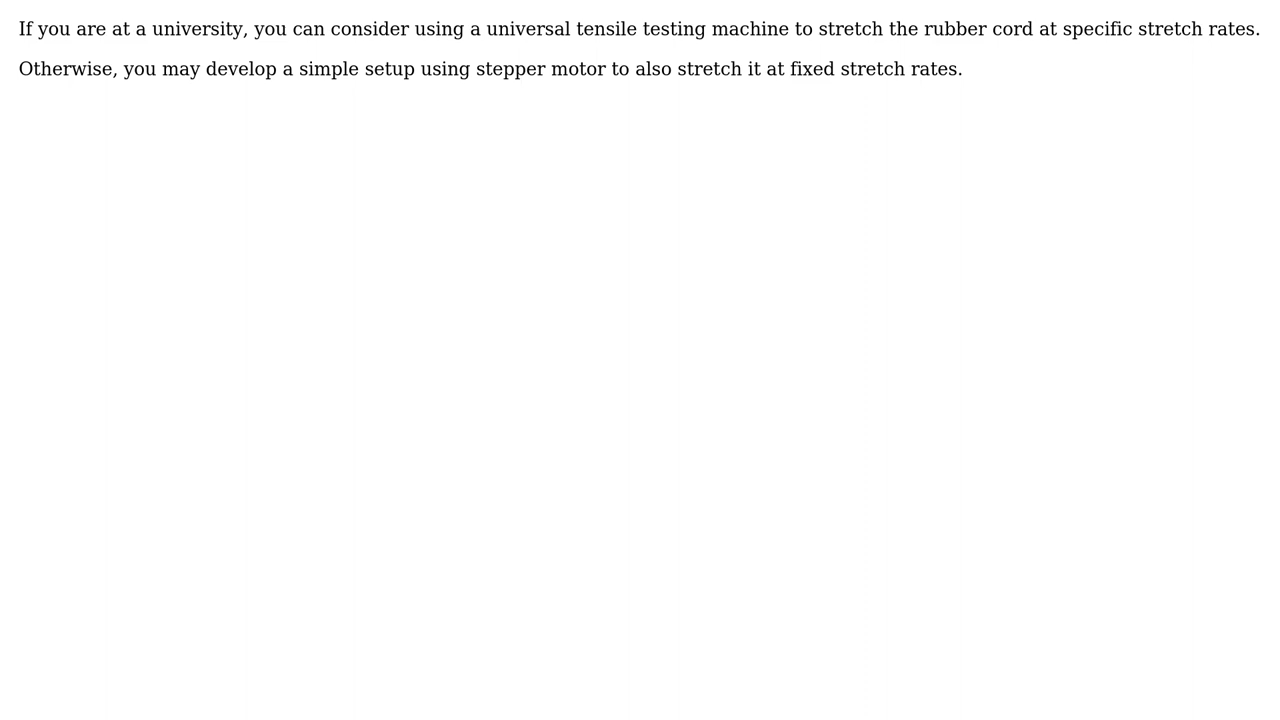 If you are at a university, you can consider using a universal tensile testing machine to stretch the rubber cord at specific stretch rates.
Otherwise, you may develop a simple setup using stepper motor to also stretch it at fixed stretch rates.